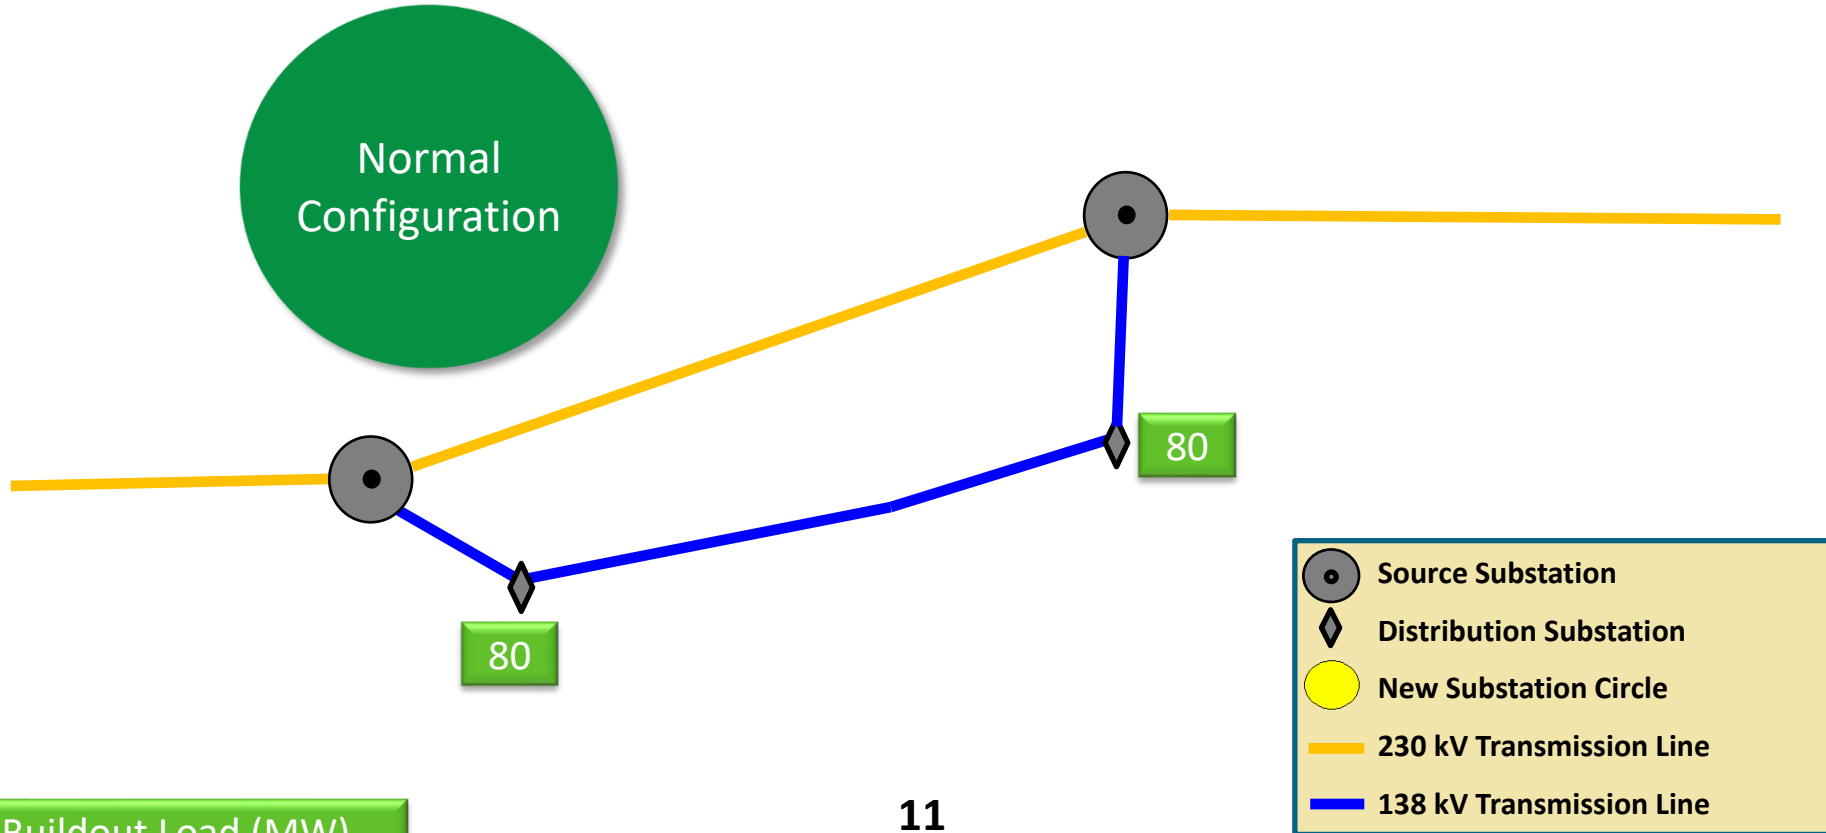 Normal
Configuration
80
80
Source Substation
Distribution Substation
New Substation Circle
230 kV Transmission Line
138 kV Transmission Line
Buildout Load (MW)
11